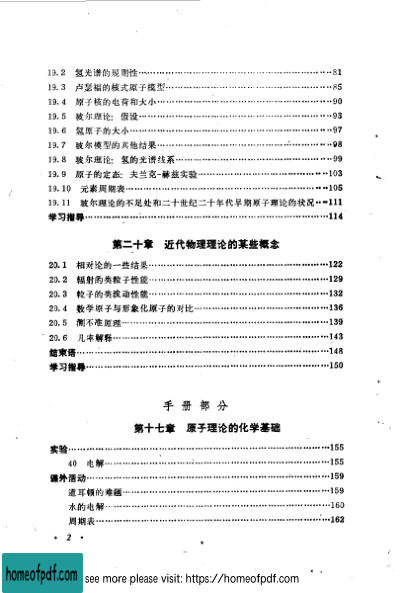 19.2 氢光谱的规则性……81
19.3 卢瑟福的核式原子模型……85
19.4 原子核的电荷和大小……90
19.5 玻尔理论：假设……93
19.6 氢原子的大小……97
19.7 玻尔模型的其他结果……98
19.8 玻尔理论：氢的光谱线系……99
19.9 原子的定态：夫兰克-赫兹实验……103
19.10 元素周期表……105
19.11 玻尔理论的不足处和二十世纪二十年代早期原子理论的状况……111
学习指导……114
第二十章 近代物理理论的某些概念
20.1 相对论的一些结果……122
20.2 辐射的类粒子性能……129
20.3 粒子的类波动性能……132
20.4 数学原子与形象化原子的对比……136
20.5 测不准原理……139
20.6 几率解释……143
结束语……148
学习指导……150
手册部分
第十七章 原子理论的化学基础
实验……155
40 电解……155
课外活动……159
道耳顿的难题……159
水的电解……160
周期表……162
• 2 •
homeofpdf.com
see more please visit: https://homeofpdf.com